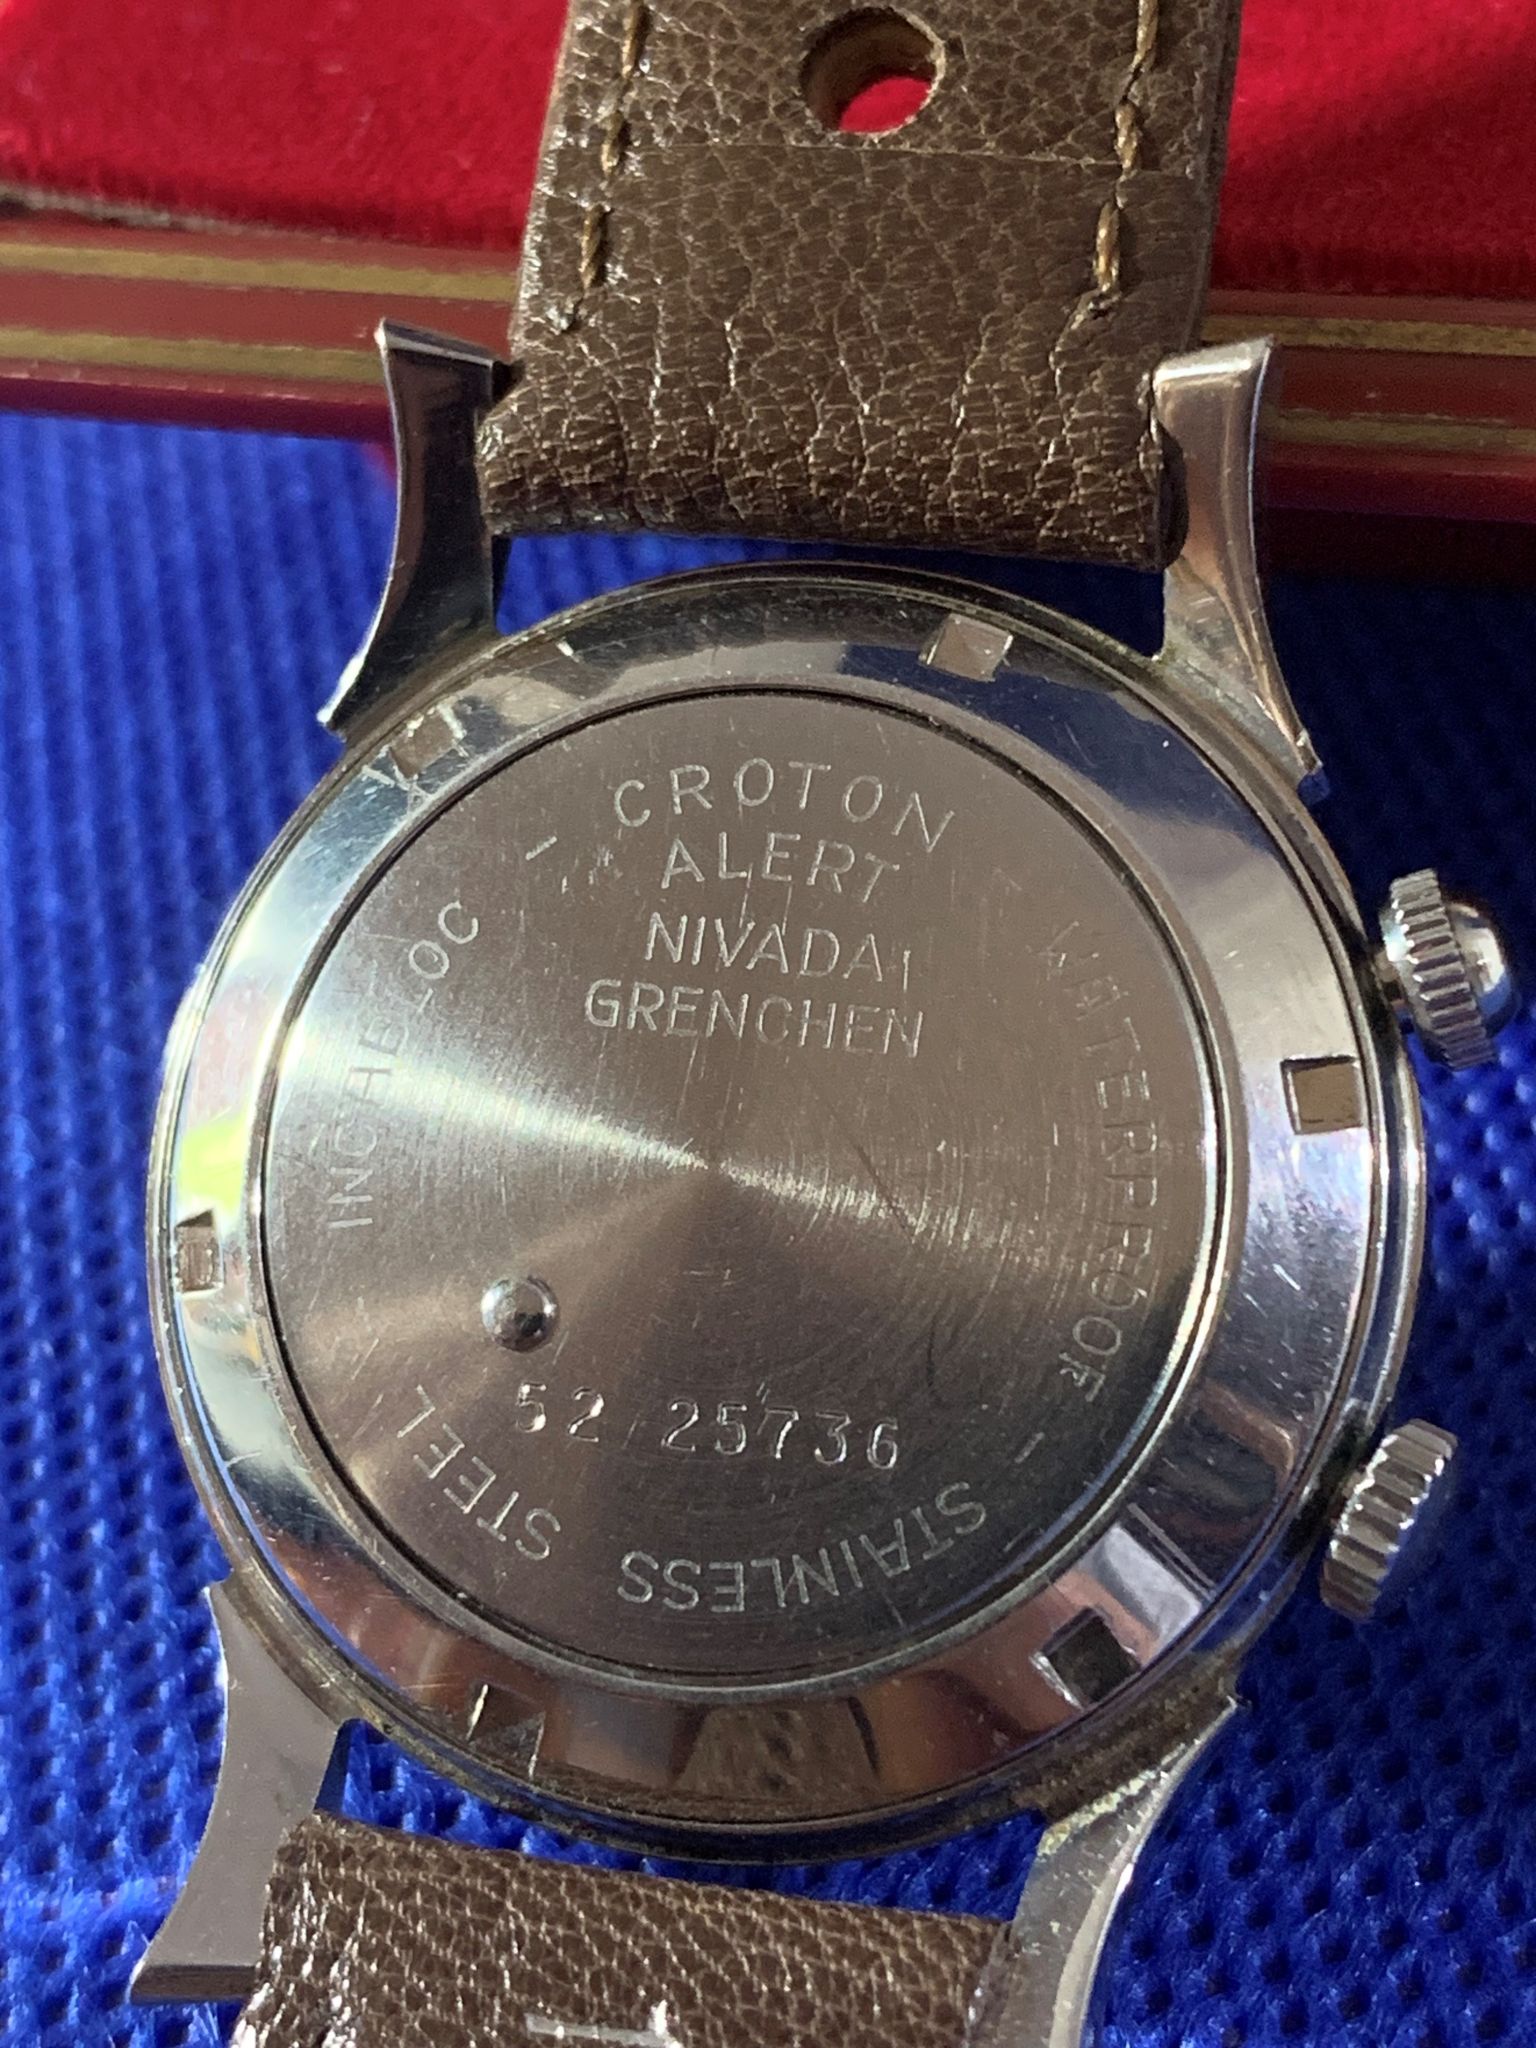 CROTON
ALERT
NIVADA
GRENCHEN
INCABLOC
WATERPROOF
STAINLESS STEEL
52 25736